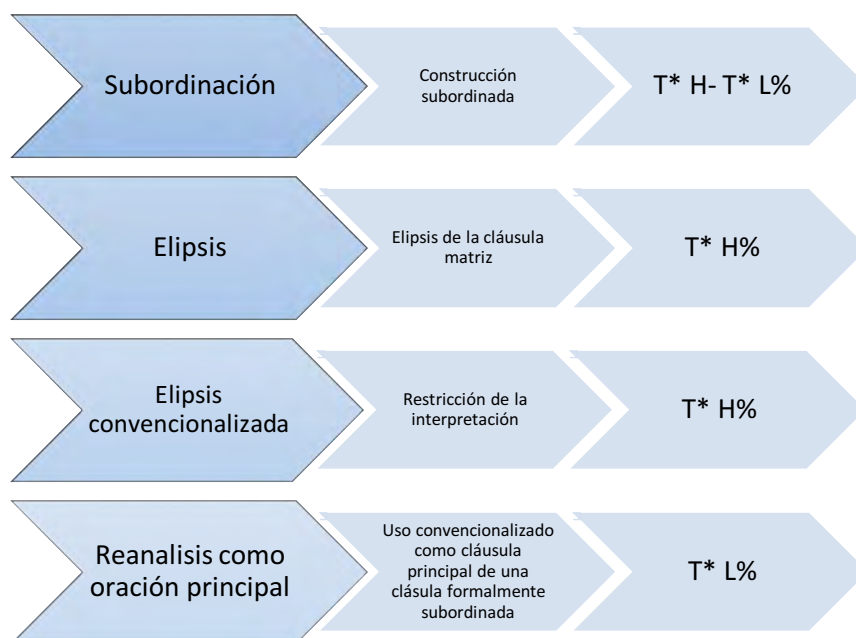 Subordinación
Construcción
subordinada
T* H- T* L%
Elipsis
Elipsis de la cláusula
matriz
T* H%
Elipsis
convencionalizada
Restricción de la
interpretación
T* H%
Reanalisis como
oración principal
Uso convencionalizado
como cláusula
principal de una
clásula formalmente
subordinada
T* L%